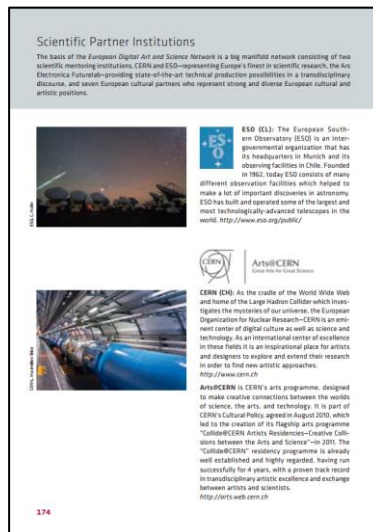 Scientific Partner Institutions
The basis of the European Digital Art and Science Network is a big manifold network consisting of two
scientific mentoring institutions, CERN and ESO—representing Europe's finest in scientific research, the Ars
Electronica Futurelab—providing state-of-the-art technical production possibilities in a transdisciplinary
discourse, and seven European cultural partners who represent strong and diverse European cultural and
artistic positions.
ESO, C. Malin
ESO
ESO (CL): The European South-
ern Observatory (ESO) is an inter-
governmental organization that has
its headquarters in Munich and its
observing facilities in Chile. Founded
in 1962, today ESO consists of many
different observation facilities which helped to
make a lot of important discoveries in astronomy.
ESO has built and operated some of the largest and
most technologically-advanced telescopes in the
world. http://www.eso.org/public/
CERN
Arts@CERN
Great Arts for Great Science
CERN (CH): As the cradle of the World Wide Web
and home of the Large Hadron Collider which inves-
tigates the mysteries of our universe, the European
Organization for Nuclear Research—CERN is an emi-
nent center of digital culture as well as science and
technology. As an international center of excellence
in these fields it is an inspirational place for artists
and designers to explore and extend their research
in order to find new artistic approaches.
http://www.cern.ch
CERN, Maximilien Brice
Arts@CERN is CERN's arts programme, designed
to make creative connections between the worlds
of science, the arts, and technology. It is part of
CERN's Cultural Policy, agreed in August 2010, which
led to the creation of its flagship arts programme
"Collide@CERN Artists Residencies—Creative Colli-
sions between the Arts and Science"—in 2011. The
"Collide@CERN" residency programme is already
well established and highly regarded, having run
successfully for 4 years, with a proven track record
in transdisciplinary artistic excellence and exchange
between artists and scientists.
http://arts.web.cern.ch
174